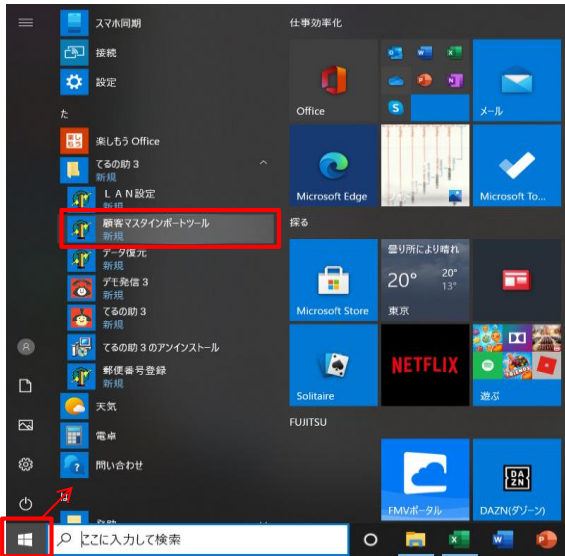 スマホ同期
接続
設定
た
楽しもう Office
てるの助 3
新規
ＬＡＮ設定
新規
顧客マスタインポートツール
新規
データ復元
新規
デモ発信 3
新規
てるの助 3
新規
てるの助 3 のアンインストール
郵便番号登録
新規
天気
電卓
問い合わせ
な
仕事効率化
Office
メール
Microsoft Edge
Microsoft To...
探る
Microsoft Store
曇り所により晴れ
20°
20°
13°
東京
Solitaire
NETFLIX
遊ぶ
FUJITSU
FMVポータル
DA
ZN
DAZN(ダゾーン)
ここに入力して検索